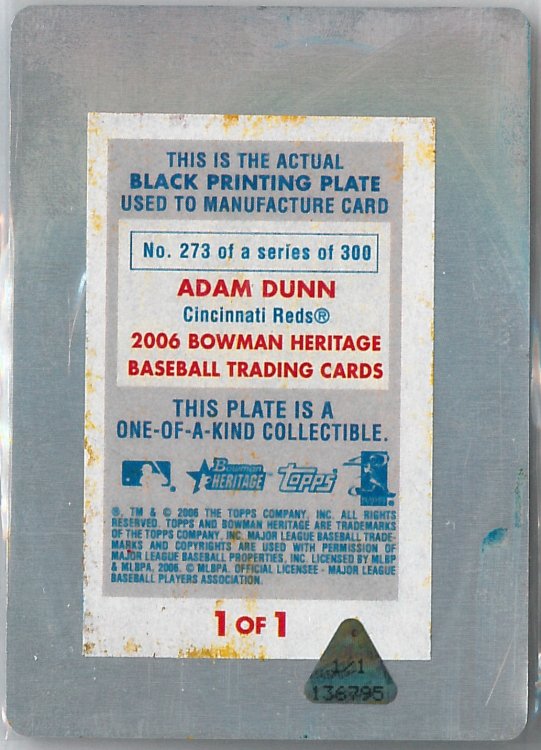 THIS IS THE ACTUAL
BLACK PRINTING PLATE
USED TO MANUFACTURE CARD
No. 273 of a series of 300
ADAM DUNN
Cincinnati Reds®
2006 BOWMAN HERITAGE
BASEBALL TRADING CARDS
THIS PLATE IS A
ONE-OF-A-KIND COLLECTIBLE.
Bowman
HERITAGE
TOPPS
®, TM & © 2006 THE TOPPS COMPANY, INC. ALL RIGHTS
RESERVED. TOPPS AND BOWMAN HERITAGE ARE TRADEMARKS
OF THE TOPPS COMPANY, INC. MAJOR LEAGUE BASEBALL TRADE-
MARKS AND COPYRIGHTS ARE USED WITH PERMISSION OF
MAJOR LEAGUE BASEBALL PROPERTIES, INC. LICENSED BY MLBP
& MLBPA, 2006. © MLBPA. OFFICIAL LICENSEE - MAJOR LEAGUE
BASEBALL PLAYERS ASSOCIATION.
1 OF 1
1/1
136795